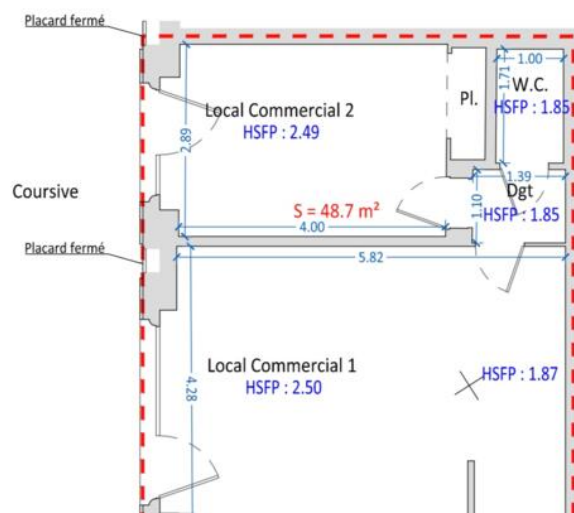 Placard fermé
1.00
W.C.
HSFP : 1.85
1.71
Pl.
Local Commercial 2
HSFP : 2.49
2.89
Coursive
1.39
Dgt
HSFP : 1.85
1.10
S = 48.7 m²
4.00
Placard fermé
5.82
Local Commercial 1
HSFP : 2.50
HSFP : 1.87
4.28